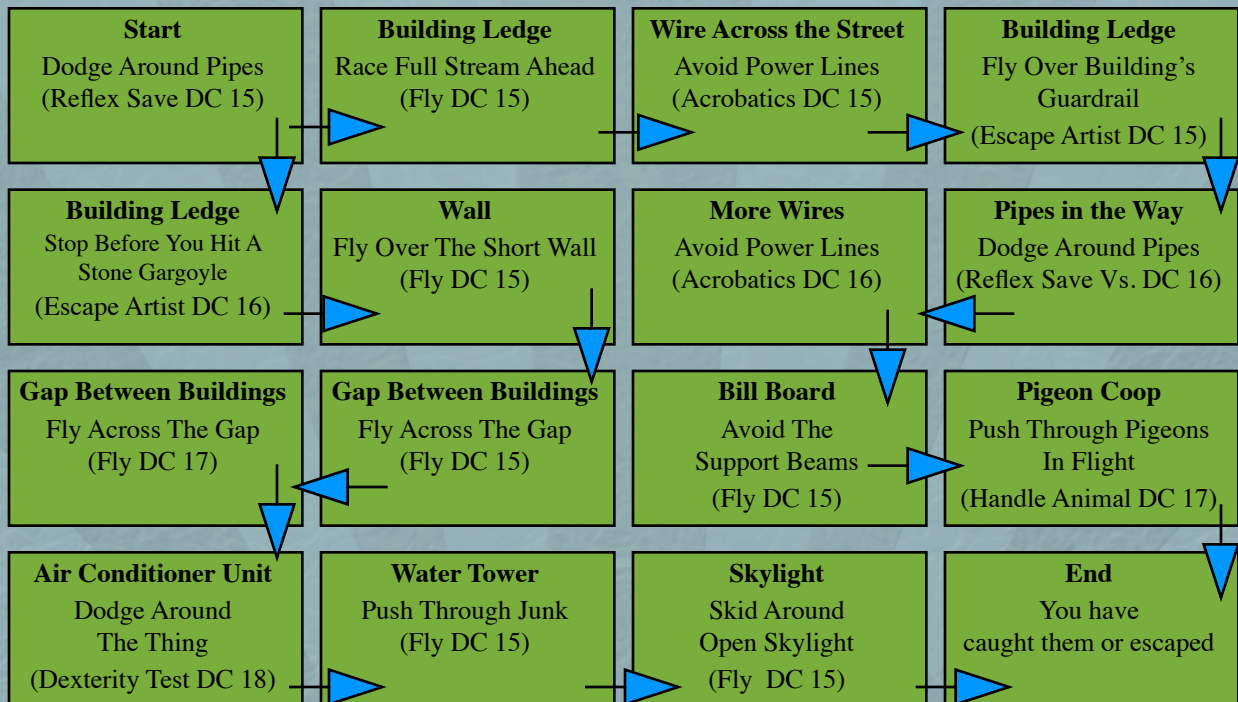 Start
Dodge Around Pipes
(Reflex Save DC 15)
Building Ledge
Race Full Stream Ahead
(Fly DC 15)
Wire Across the Street
Avoid Power Lines
(Acrobatics DC 15)
Building Ledge
Fly Over Building's
Guardrail
(Escape Artist DC 15)
Building Ledge
Stop Before You Hit A
Stone Gargoyle
(Escape Artist DC 16)
Wall
Fly Over The Short Wall
(Fly DC 15)
More Wires
Avoid Power Lines
(Acrobatics DC 16)
Pipes in the Way
Dodge Around Pipes
(Reflex Save Vs. DC 16)
Gap Between Buildings
Fly Across The Gap
(Fly DC 17)
Gap Between Buildings
Fly Across The Gap
(Fly DC 15)
Bill Board
Avoid The
Support Beams
(Fly DC 15)
Pigeon Coop
Push Through Pigeons
In Flight
(Handle Animal DC 17)
Air Conditioner Unit
Dodge Around
The Thing
(Dexterity Test DC 18)
Water Tower
Push Through Junk
(Fly DC 15)
Skylight
Skid Around
Open Skylight
(Fly DC 15)
End
You have
caught them or escaped